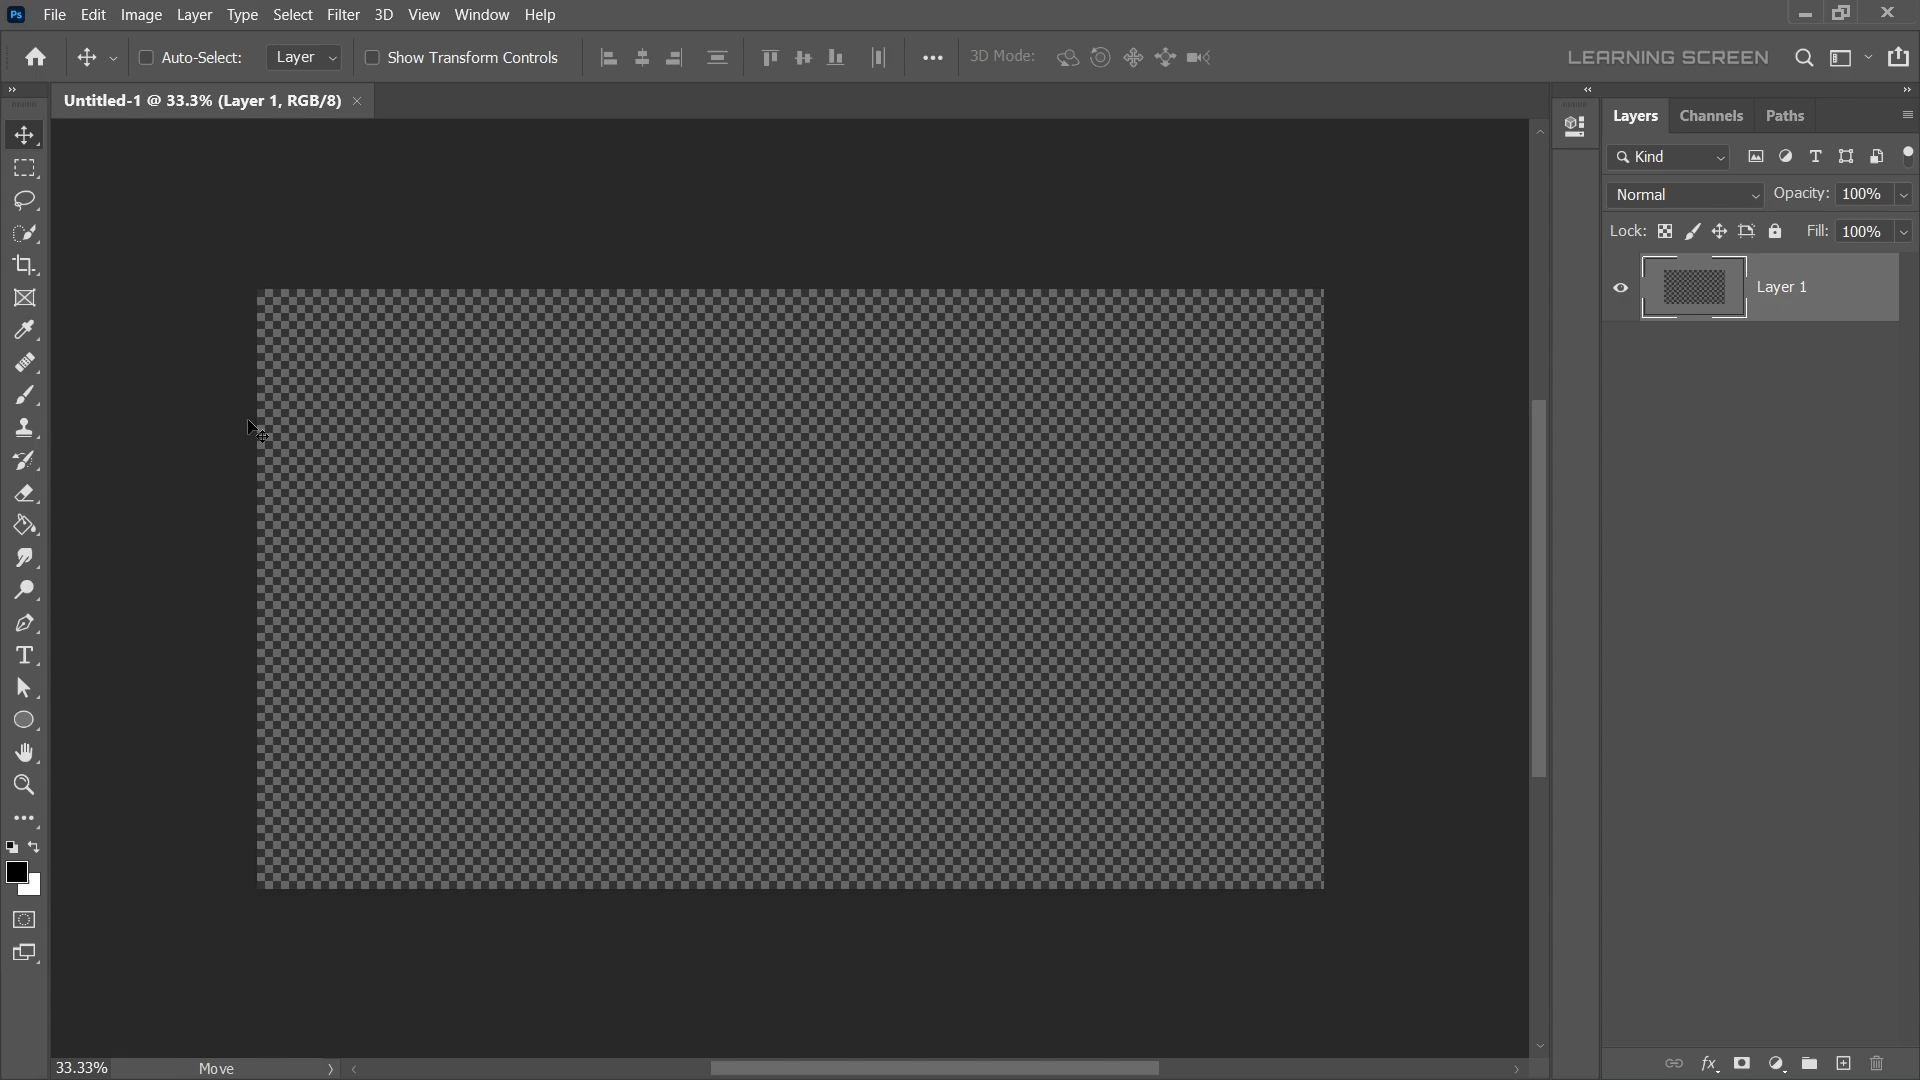 Ps File Edit Image Layer Type Select Filter 3D View Window Help
Auto-Select: Layer Show Transform Controls 3D Mode: LEARNING SCREEN
Untitled-1 @ 33.3% (Layer 1, RGB/8)
Layers Channels Paths
Kind
Normal Opacity: 100%
Lock: Fill: 100%
Layer 1
33.33% Move